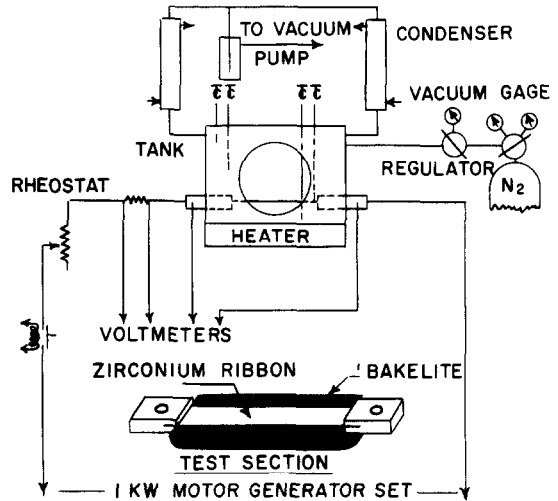 TO VACUUM
PUMP
CONDENSER
VACUUM GAGE
TANK
REGULATOR
N2
RHEOSTAT
HEATER
VOLTMETERS
ZIRCONIUM RIBBON
BAKELITE
TEST SECTION
1 KW MOTOR GENERATOR SET